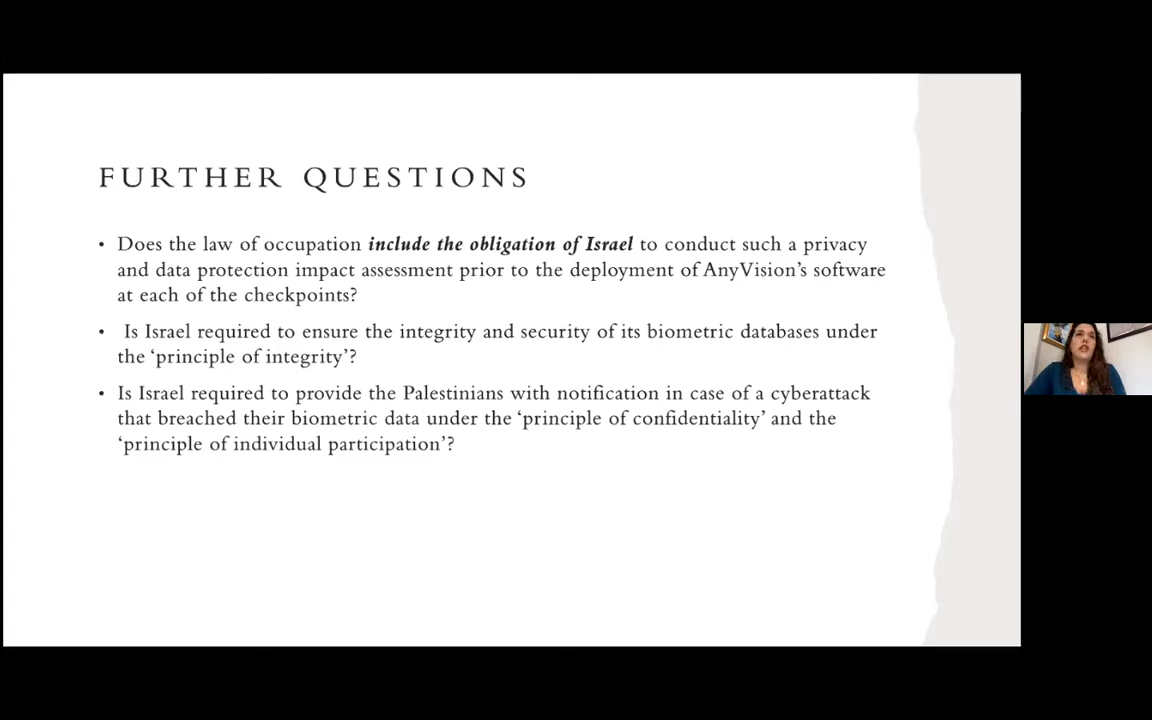 FURTHER QUESTIONS
• Does the law of occupation include the obligation of Israel to conduct such a privacy
and data protection impact assessment prior to the deployment of AnyVision’s software
at each of the checkpoints?
• Is Israel required to ensure the integrity and security of its biometric databases under
the ‘principle of integrity’?
• Is Israel required to provide the Palestinians with notification in case of a cyberattack
that breached their biometric data under the ‘principle of confidentiality’ and the
‘principle of individual participation’?